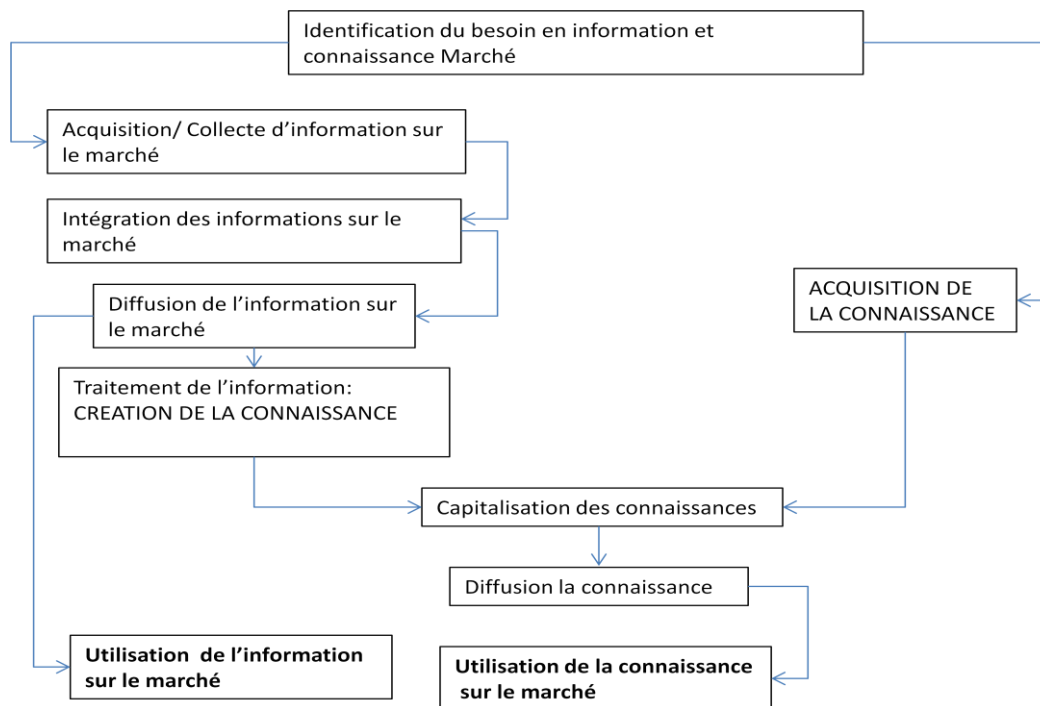 Identification du besoin en information et
connaissance Marché
Acquisition/ Collecte d’information sur
le marché
Intégration des informations sur le
marché
Diffusion de l’information sur
le marché
ACQUISITION DE
LA CONNAISSANCE
Traitement de l’information:
CREATION DE LA CONNAISSANCE
Capitalisation des connaissances
Diffusion la connaissance
Utilisation de l’information
sur le marché
Utilisation de la connaissance
sur le marché